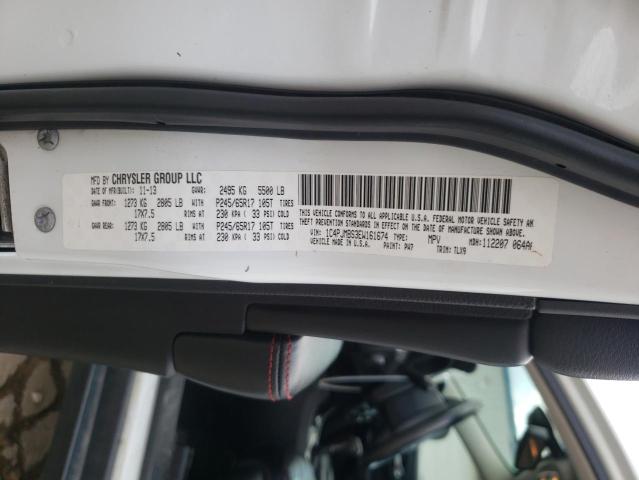 MFD BY CHRYSLER GROUP LLC
DATE OF MFR(BUILT): 11-13 GVWR: 2495 KG 5500 LB
GAWR FRONT: 1273 KG 2805 LB WITH P245/65R17 105T TIRES
17X7.5 RIMS AT 230 KPA ( 33 PSI) COLD
GAWR REAR: 1273 KG 2805 LB WITH P245/65R17 105T TIRES
17X7.5 RIMS AT 230 KPA ( 33 PSI) COLD
THIS VEHICLE CONFORMS TO ALL APPLICABLE U.S.A. FEDERAL MOTOR VEHICLE SAFETY AND
THEFT PREVENTION STANDARDS IN EFFECT ON THE DATE OF MANUFACTURE SHOWN ABOVE.
VIN: 1C4PJMBS3EW161674 TYPE: MPV MDH: 112207 064AA
VEHICLE MADE IN U.S.A. PAINT: PW7 TRIM: TLX9